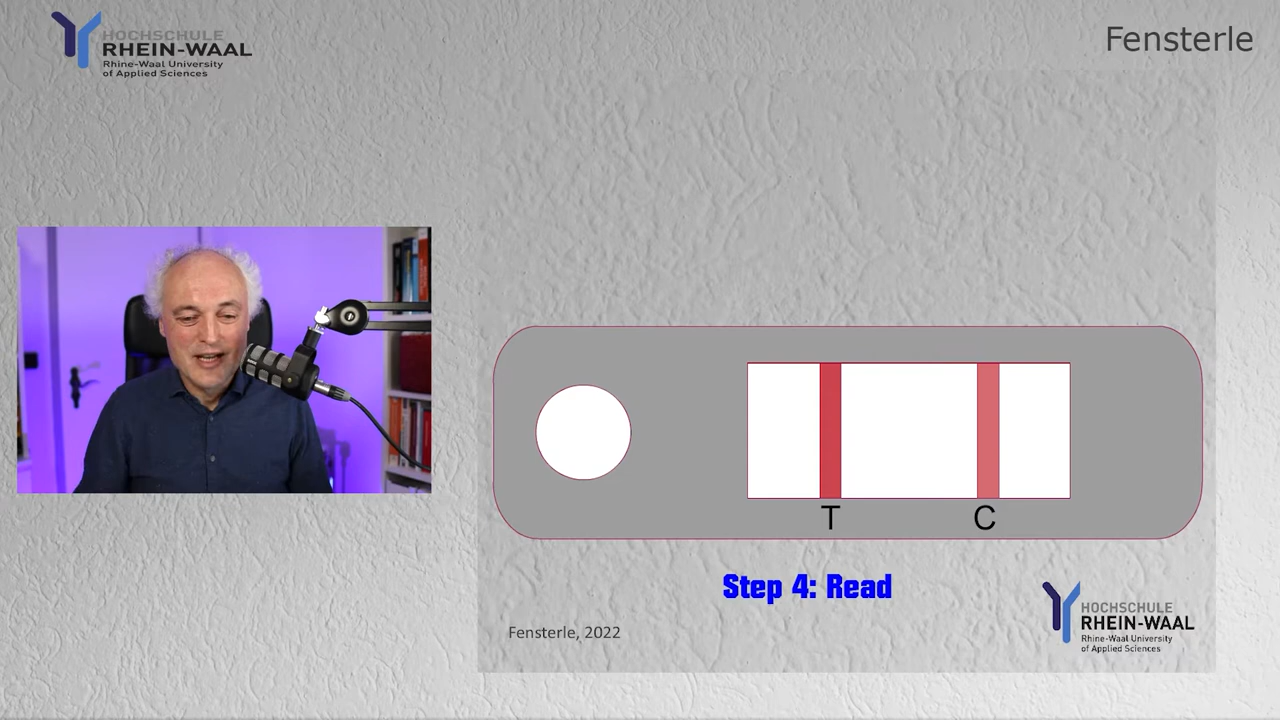 HOCHSCHULE
RHEIN-WAAL
Rhine-Waal University
of Applied Sciences
Fensterle
T
C
Step 4: Read
Fensterle, 2022
HOCHSCHULE
RHEIN-WAAL
Rhine-Waal University
of Applied Sciences